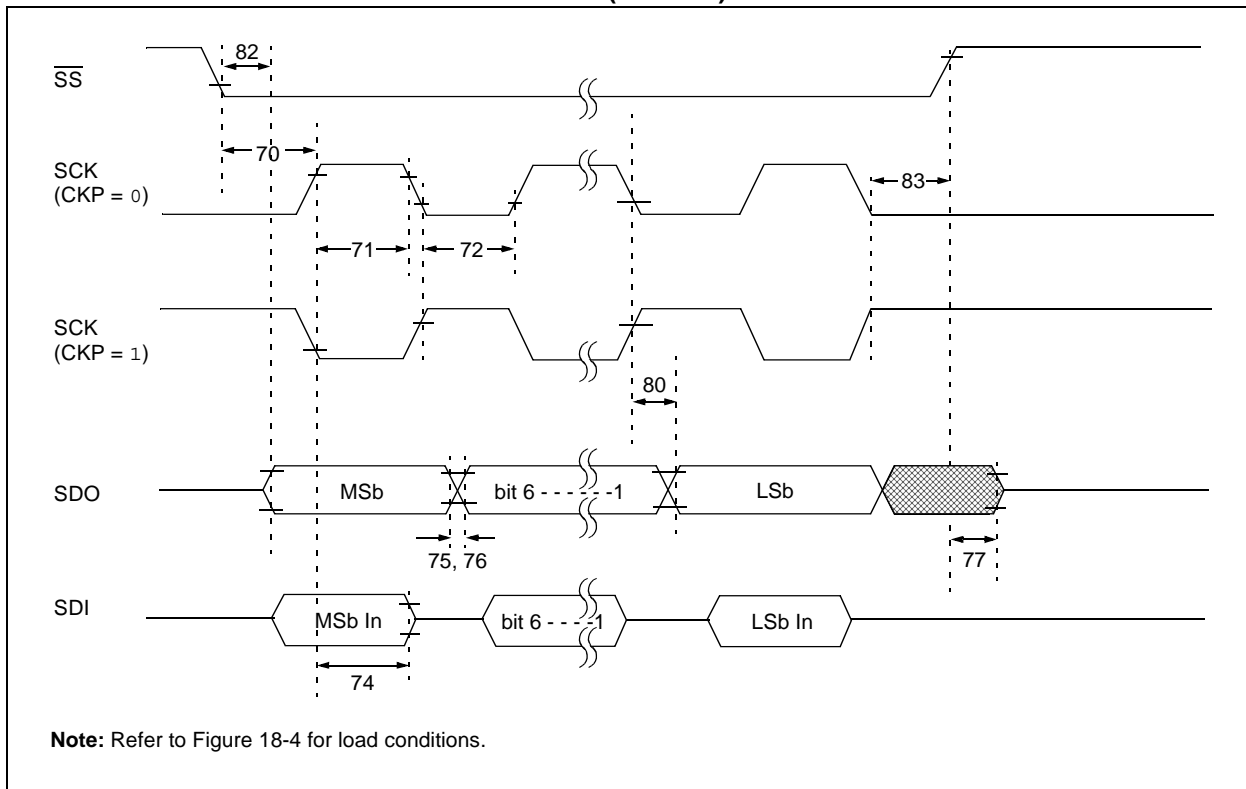 82
SS
70
SCK
(CKP = 0)
83
71
72
SCK
(CKP = 1)
80
SDO
MSb
bit 6 - - - - - -1
LSb
75, 76
77
SDI
MSb In
bit 6 - - - -1
LSb In
74
Note: Refer to Figure 18-4 for load conditions.